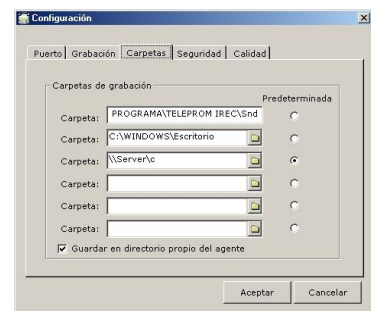 Configuración
Puerto Grabación Carpetas Seguridad Calidad
Carpetas de grabación
Predeterminada
Carpeta: PROGRAMA\TELEPROM IREC\Snd
Carpeta: C:\WINDOWS\Escritorio
Carpeta: \\Server\c
Carpeta:
Carpeta:
Carpeta:
Guardar en directorio propio del agente
Aceptar Cancelar